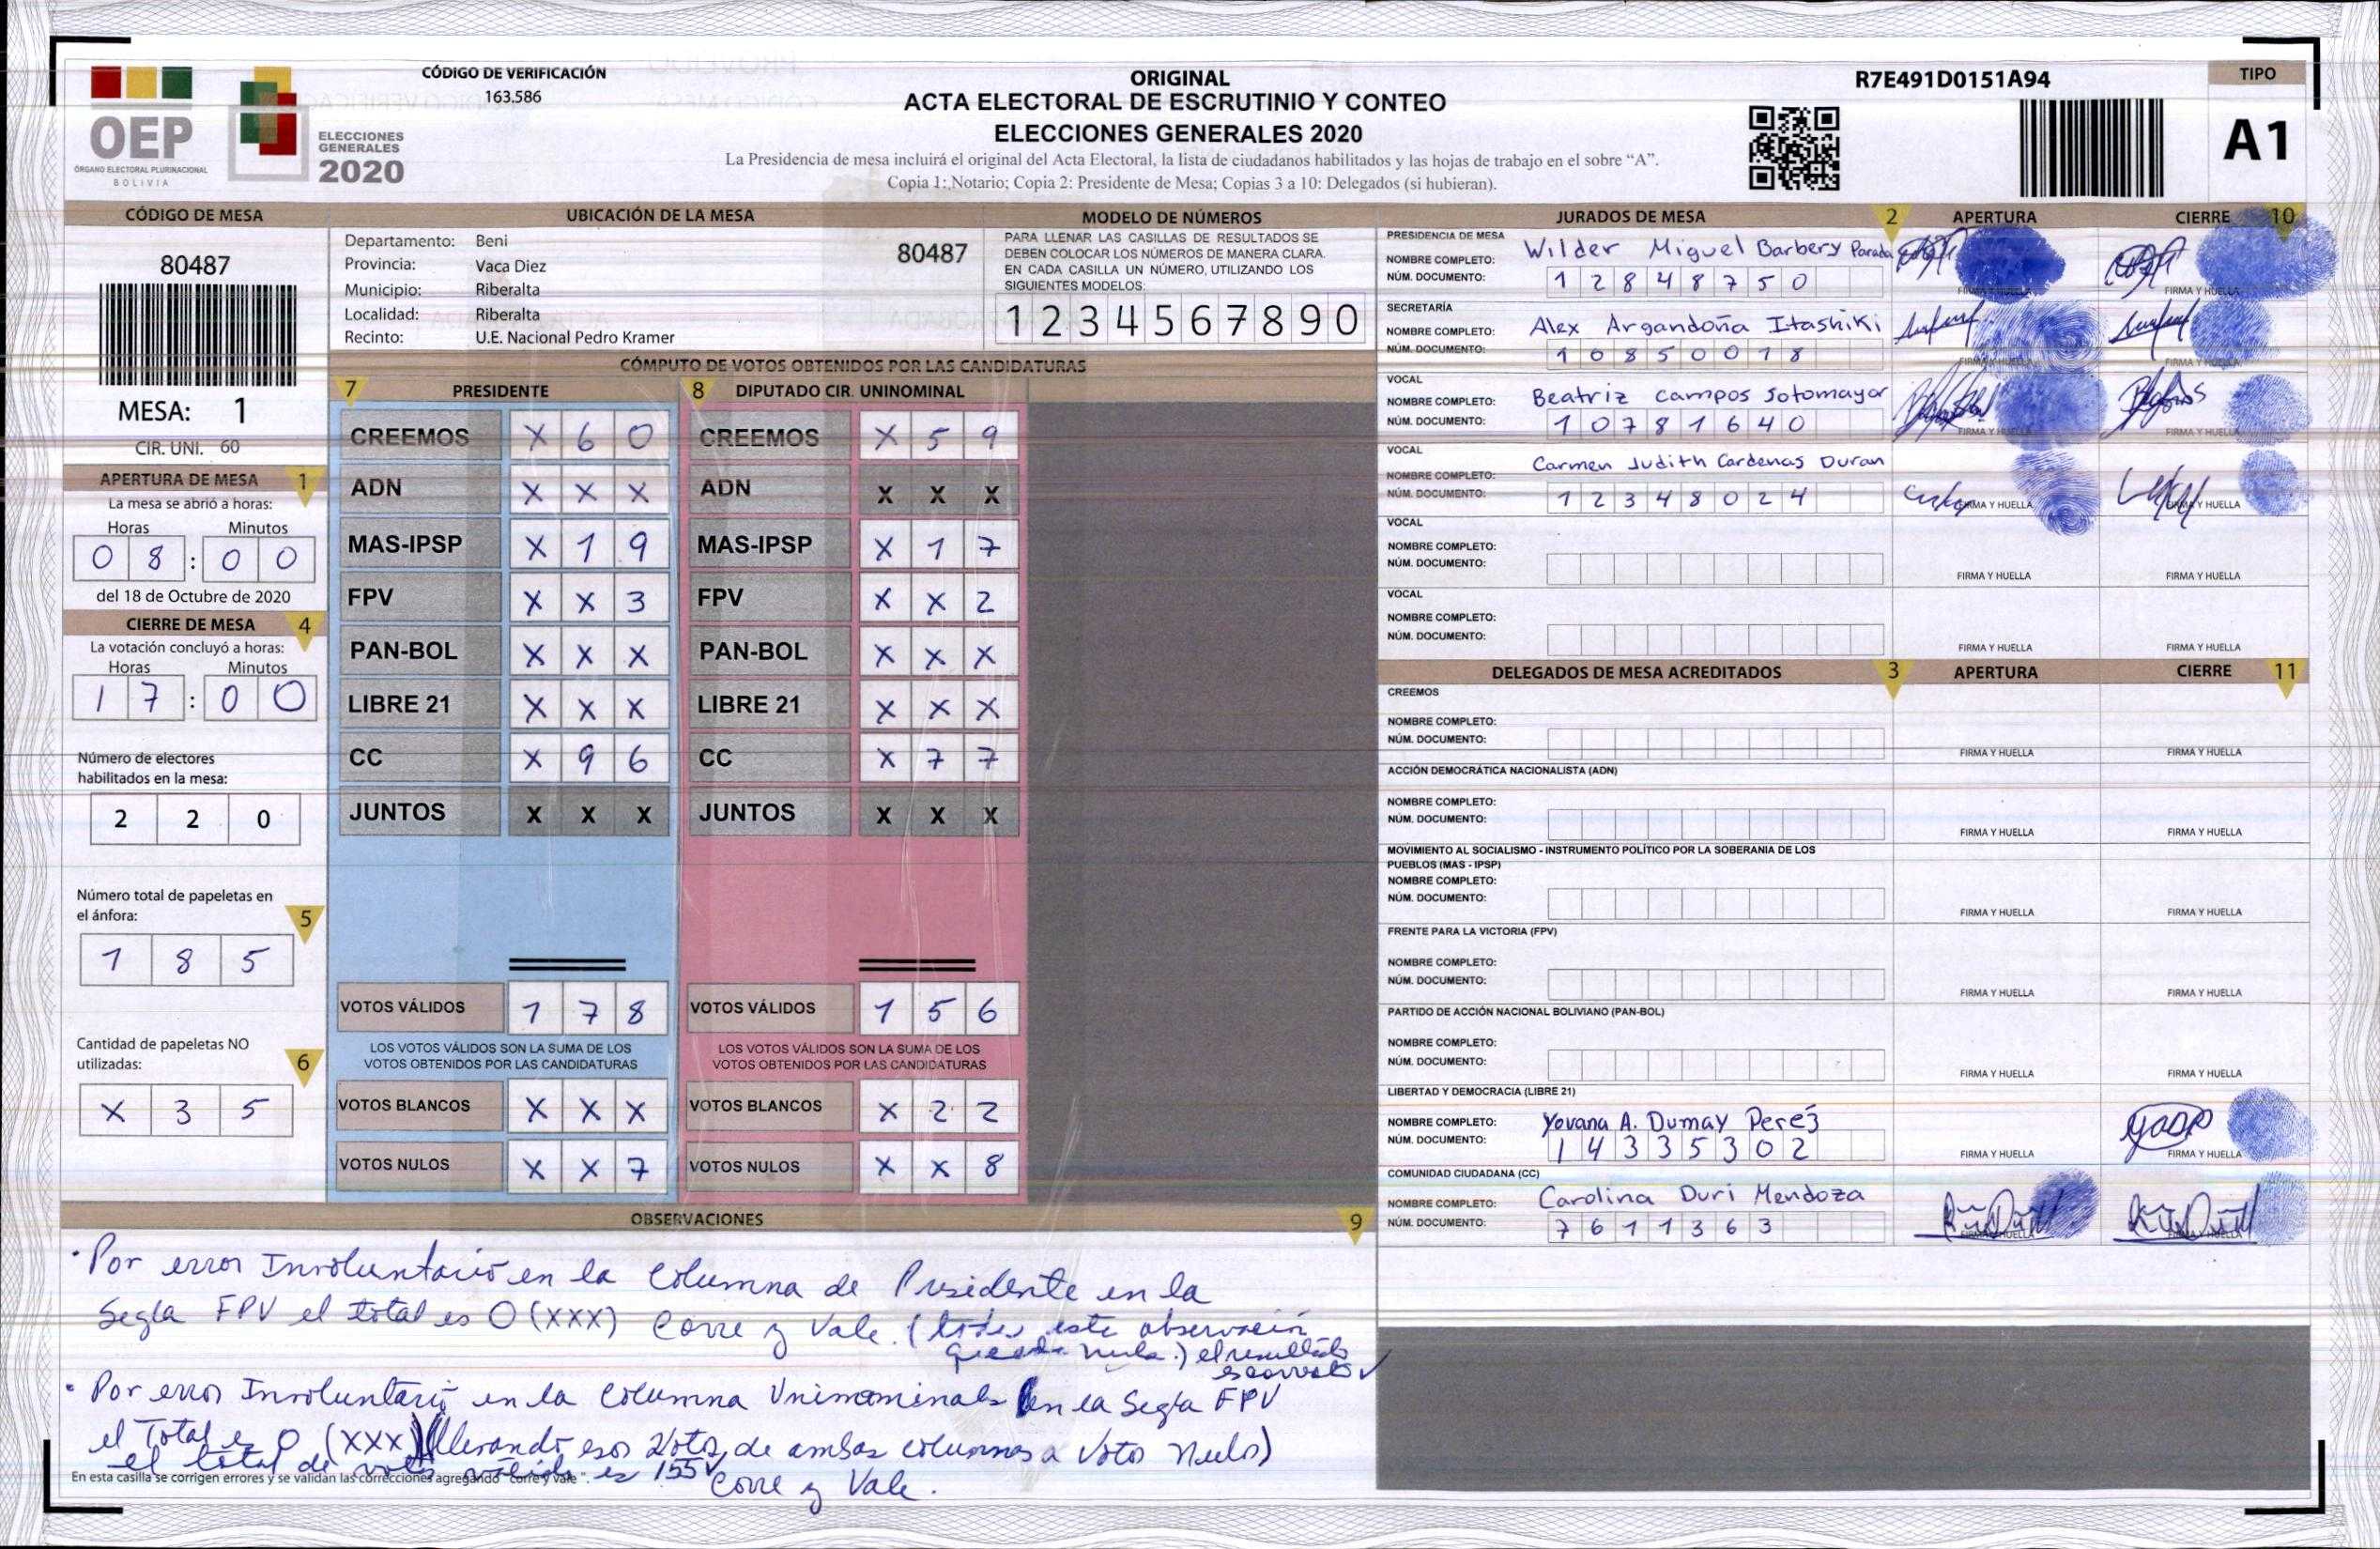 CÓDIGO DE VERIFICACIÓN
163.586
OEP
ÓRGANO ELECTORAL PLURINACIONAL
BOLIVIA
ELECCIONES
GENERALES
2020
ORIGINAL
ACTA ELECTORAL DE ESCRUTINIO Y CONTEO
ELECCIONES GENERALES 2020
La Presidencia de mesa incluirá el original del Acta Electoral, la lista de ciudadanos habilitados y las hojas de trabajo en el sobre “A”.
Copia 1: Notario; Copia 2: Presidente de Mesa; Copias 3 a 10: Delegados (si hubieran).
R7E491D0151A94
TIPO
A1
CÓDIGO DE MESA
80487
MESA: 1
CIR. UNI. 60
APERTURA DE MESA 1
La mesa se abrió a horas:
Horas Minutos
0 8 : 0 0
del 18 de Octubre de 2020
CIERRE DE MESA 4
La votación concluyó a horas:
Horas Minutos
1 7 : 0 0
Número de electores
habilitados en la mesa:
2 2 0
Número total de papeletas en
el ánfora: 5
1 8 5
Cantidad de papeletas NO
utilizadas: 6
X 3 5
UBICACIÓN DE LA MESA
Departamento: Beni
Provincia: Vaca Diez
Municipio: Riberalta
Localidad: Riberalta
Recinto: U.E. Nacional Pedro Kramer
80487
MODELO DE NÚMEROS
PARA LLENAR LAS CASILLAS DE RESULTADOS SE
DEBEN COLOCAR LOS NÚMEROS DE MANERA CLARA.
EN CADA CASILLA UN NÚMERO, UTILIZANDO LOS
SIGUIENTES MODELOS:
1 2 3 4 5 6 7 8 9 0
CÓMPUTO DE VOTOS OBTENIDOS POR LAS CANDIDATURAS
7 PRESIDENTE
CREEMOS X 6 0
ADN X X X
MAS-IPSP X 1 9
FPV X X 3
PAN-BOL X X X
LIBRE 21 X X X
CC X 9 6
JUNTOS X X X
VOTOS VÁLIDOS 1 7 8
LOS VOTOS VÁLIDOS SON LA SUMA DE LOS
VOTOS OBTENIDOS POR LAS CANDIDATURAS
VOTOS BLANCOS X X X
VOTOS NULOS X X 7
8 DIPUTADO CIR. UNINOMINAL
CREEMOS X 5 9
ADN X X X
MAS-IPSP X 1 7
FPV X X 2
PAN-BOL X X X
LIBRE 21 X X X
CC X 7 7
JUNTOS X X X
VOTOS VÁLIDOS 1 5 6
LOS VOTOS VÁLIDOS SON LA SUMA DE LOS
VOTOS OBTENIDOS POR LAS CANDIDATURAS
VOTOS BLANCOS X 2 2
VOTOS NULOS X X 8
OBSERVACIONES 9
· Por error Involuntario en la Columna de Presidente en la
Segla FPV el total es 0 (XXX) Corre y Vale. ( esta observación
queda nula.) el resultado
es correcto ✓
· Por error Involuntario en la Columna Uninominal en la Segla FPV
el Total es 0 (XXX) llevando esos Votos de ambas columnas a Votos Nulos)
el total de votos válidos es 155 ✓
Corre y Vale.
En esta casilla se corrigen errores y se validan las correcciones agregando "corre y vale".
JURADOS DE MESA 2 APERTURA CIERRE 10
PRESIDENCIA DE MESA
NOMBRE COMPLETO: Wilder Miguel Barbery Parada
NÚM. DOCUMENTO: 1 2 8 4 8 7 5 0
FIRMA Y HUELLA FIRMA Y HUELLA
SECRETARÍA
NOMBRE COMPLETO: Alex Argandoña Itashiki
NÚM. DOCUMENTO: 1 0 8 5 0 0 1 8
FIRMA Y HUELLA FIRMA Y HUELLA
VOCAL
NOMBRE COMPLETO: Beatriz Campos Sotomayor
NÚM. DOCUMENTO: 1 0 7 8 1 6 4 0
FIRMA Y HUELLA FIRMA Y HUELLA
VOCAL
NOMBRE COMPLETO: Carmen Judith Cardenas Duran
NÚM. DOCUMENTO: 1 2 3 4 8 0 2 4
FIRMA Y HUELLA FIRMA Y HUELLA
VOCAL
NOMBRE COMPLETO:
NÚM. DOCUMENTO:
FIRMA Y HUELLA FIRMA Y HUELLA
VOCAL
NOMBRE COMPLETO:
NÚM. DOCUMENTO:
FIRMA Y HUELLA FIRMA Y HUELLA
DELEGADOS DE MESA ACREDITADOS 3 APERTURA CIERRE 11
CREEMOS
NOMBRE COMPLETO:
NÚM. DOCUMENTO:
FIRMA Y HUELLA FIRMA Y HUELLA
ACCIÓN DEMOCRÁTICA NACIONALISTA (ADN)
NOMBRE COMPLETO:
NÚM. DOCUMENTO:
FIRMA Y HUELLA FIRMA Y HUELLA
MOVIMIENTO AL SOCIALISMO - INSTRUMENTO POLÍTICO POR LA SOBERANIA DE LOS
PUEBLOS (MAS - IPSP)
NOMBRE COMPLETO:
NÚM. DOCUMENTO:
FIRMA Y HUELLA FIRMA Y HUELLA
FRENTE PARA LA VICTORIA (FPV)
NOMBRE COMPLETO:
NÚM. DOCUMENTO:
FIRMA Y HUELLA FIRMA Y HUELLA
PARTIDO DE ACCIÓN NACIONAL BOLIVIANO (PAN-BOL)
NOMBRE COMPLETO:
NÚM. DOCUMENTO:
FIRMA Y HUELLA FIRMA Y HUELLA
LIBERTAD Y DEMOCRACIA (LIBRE 21)
NOMBRE COMPLETO: Yovana A. Dumay Pereź
NÚM. DOCUMENTO: 1 4 3 3 5 3 0 2
FIRMA Y HUELLA FIRMA Y HUELLA
COMUNIDAD CIUDADANA (CC)
NOMBRE COMPLETO: Carolina Duri Mendoza
NÚM. DOCUMENTO: 7 6 1 1 3 6 3
FIRMA Y HUELLA FIRMA Y HUELLA